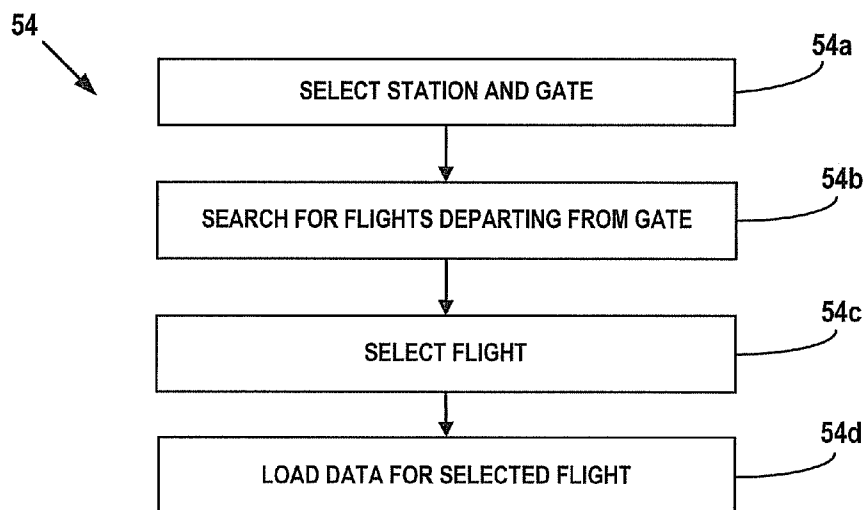 54
54a
SELECT STATION AND GATE
54b
SEARCH FOR FLIGHTS DEPARTING FROM GATE
54c
SELECT FLIGHT
54d
LOAD DATA FOR SELECTED FLIGHT